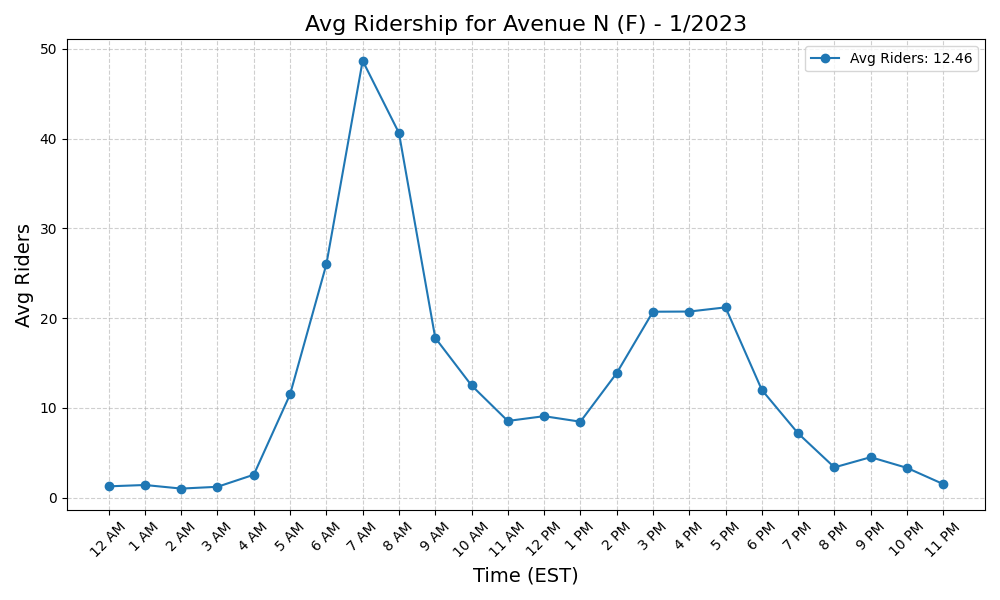 Avg Ridership for Avenue N (F) - 1/2023
Avg Riders: 12.46
Avg Riders
50
40
30
20
10
0
12 AM
1 AM
2 AM
3 AM
4 AM
5 AM
6 AM
7 AM
8 AM
9 AM
10 AM
11 AM
12 PM
1 PM
2 PM
3 PM
4 PM
5 PM
6 PM
7 PM
8 PM
9 PM
10 PM
11 PM
Time (EST)